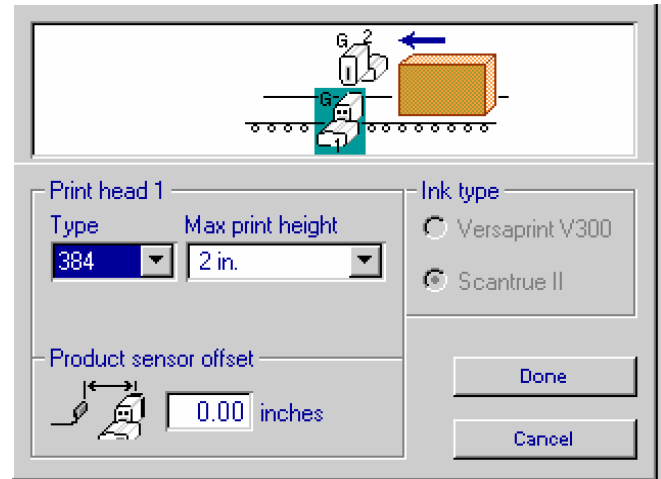 G 2
G
1
Print head 1
Type Max print height
384 2 in.
Product sensor offset
0.00 inches
Ink type
Versaprint V300
Scantrue II
Done
Cancel